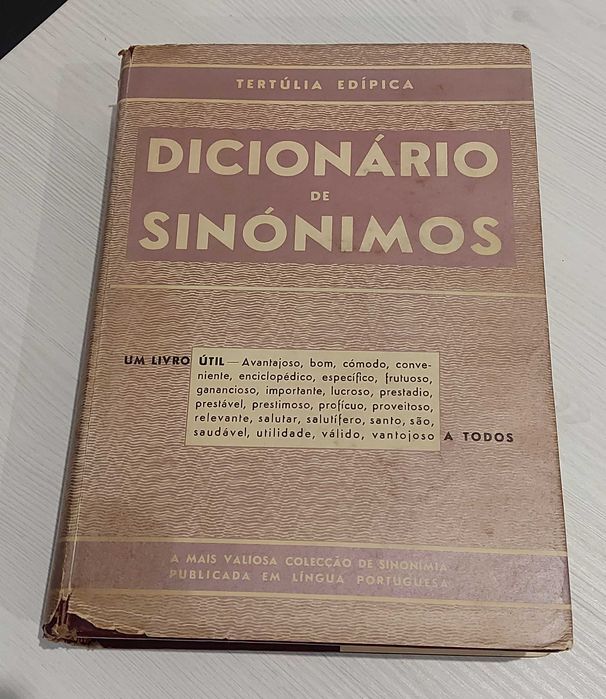 TERTÚLIA EDÍPICA
DICIONÁRIO
DE
SINÓNIMOS
UM LIVRO ÚTIL — Avantajoso, bom, cómodo, conve-
niente, enciclopédico, específico, frutuoso,
ganancioso, importante, lucroso, prestadio,
prestável, prestimoso, profícuo, proveitoso,
relevante, salutar, salutífero, santo, são,
saudável, utilidade, válido, vantojoso A TODOS
A MAIS VALIOSA COLECÇÃO DE SINONÍMIA
PUBLICADA EM LÍNGUA PORTUGUESA